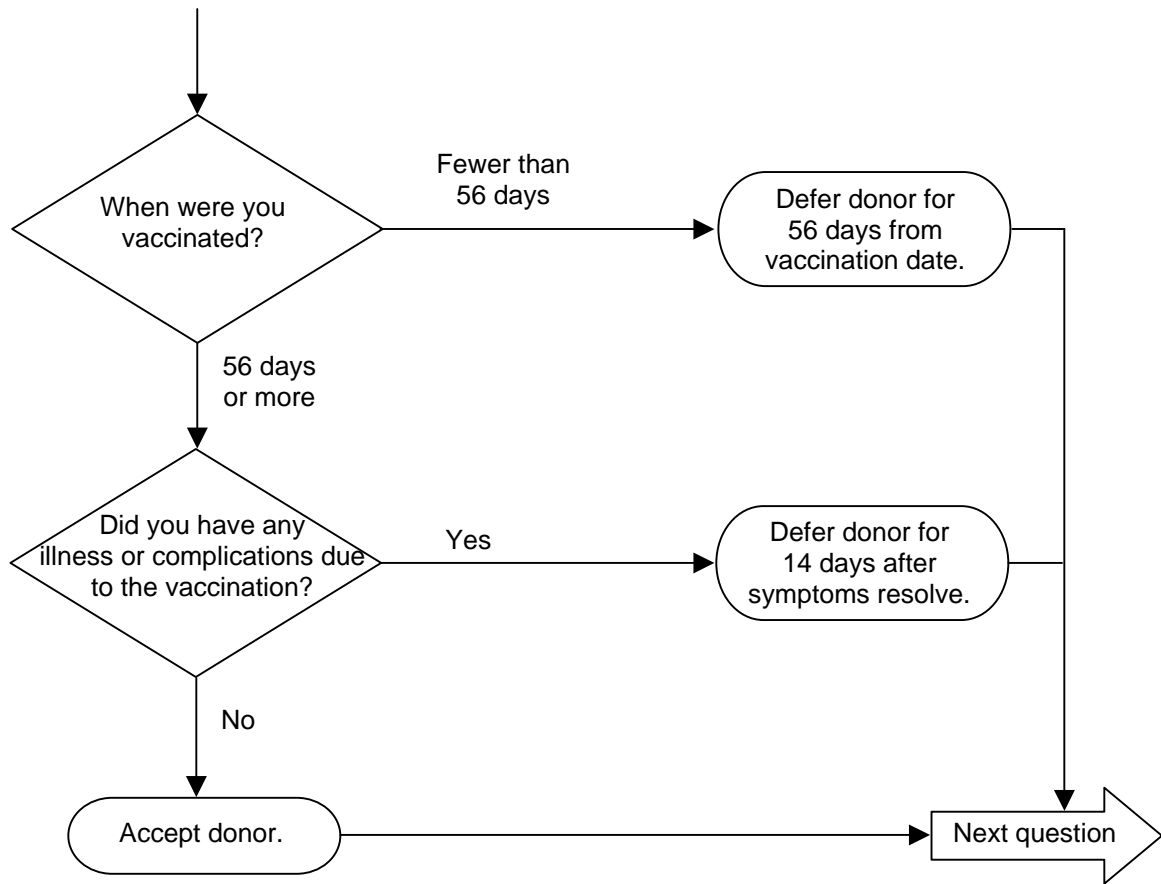 When were you
vaccinated?
Fewer than
56 days
Defer donor for
56 days from
vaccination date.
56 days
or more
Did you have any
illness or complications due
to the vaccination?
Yes
Defer donor for
14 days after
symptoms resolve.
No
Accept donor.
Next question